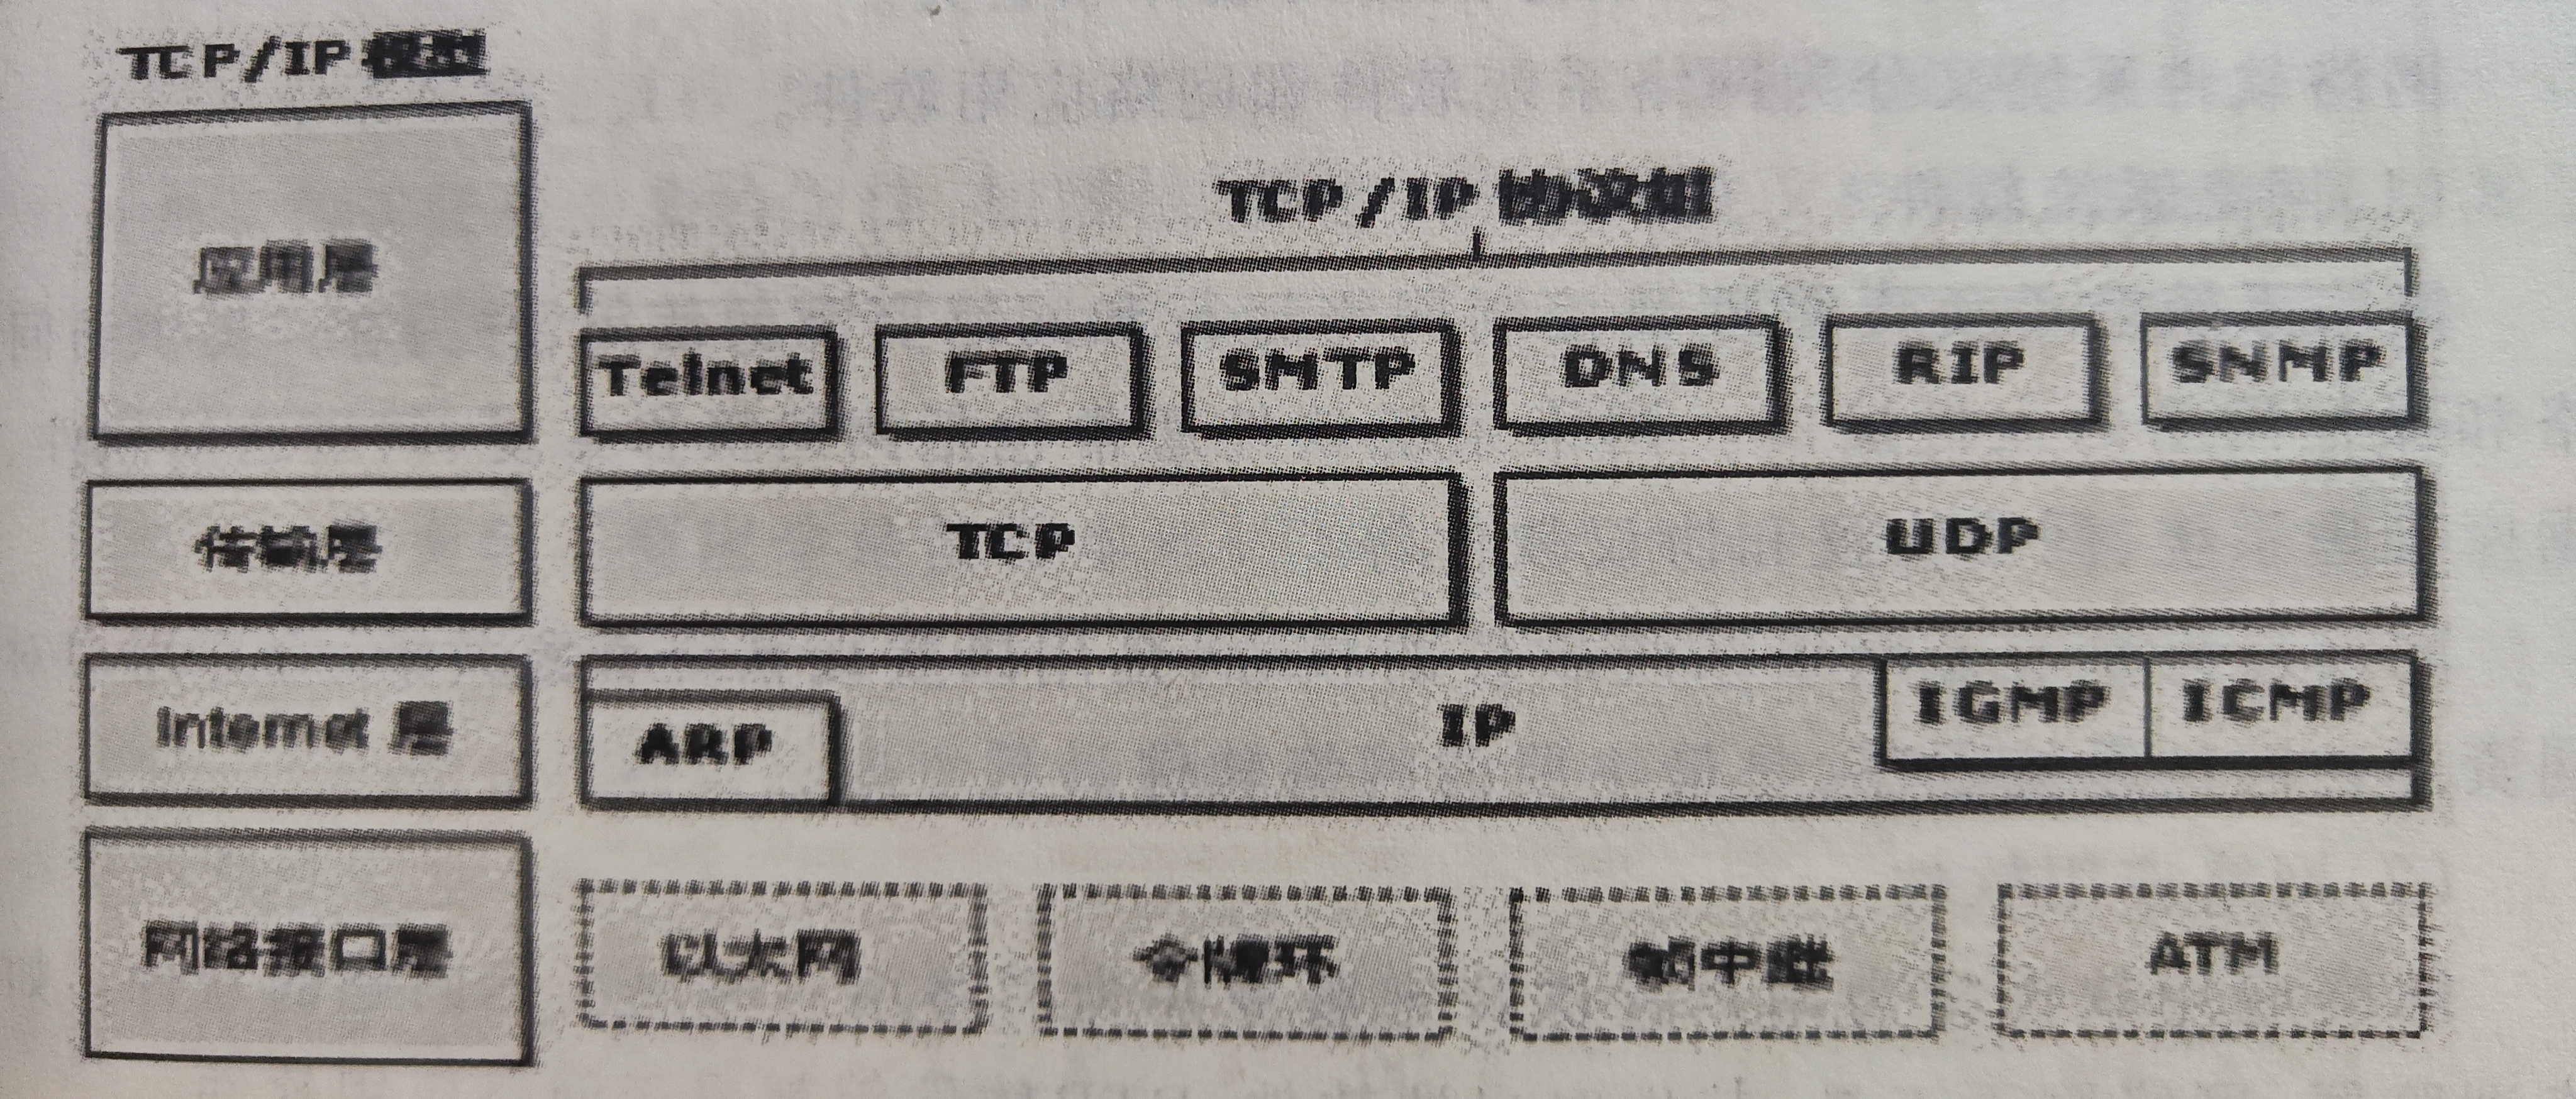 TCP/IP 模型
TCP/IP 协议组
应用层
Telnet FTP SMTP DNS RIP SNMP
传输层
TCP UDP
Internet 层
ARP IP IGMP ICMP
网络接口层
以太网 令牌环 帧中继 ATM